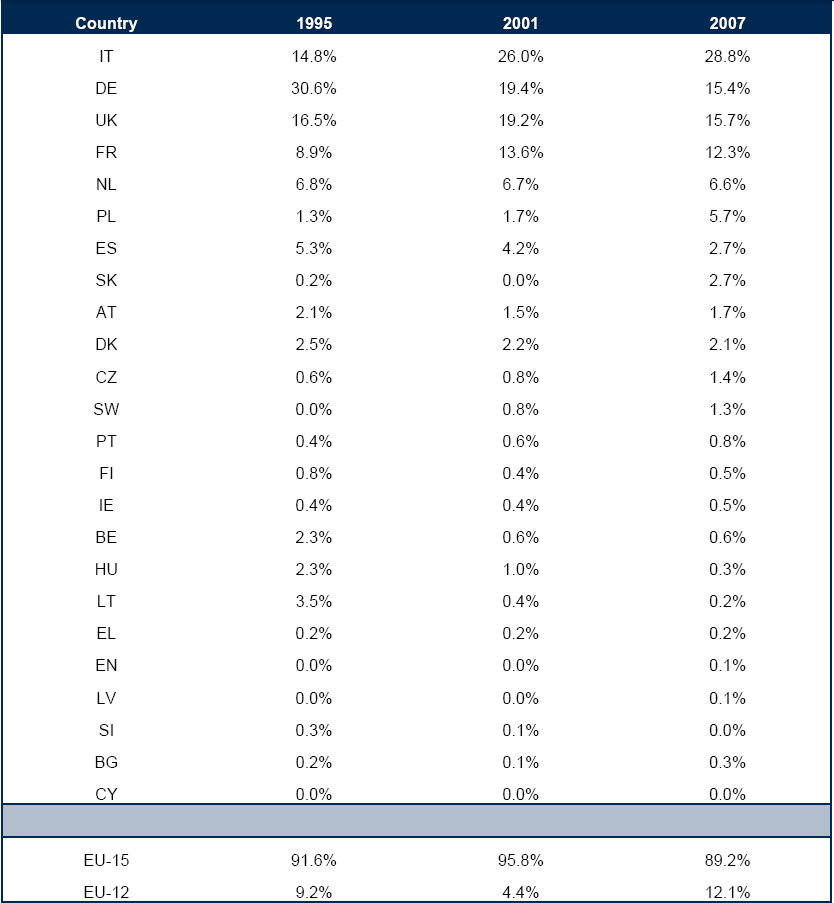 Country 1995 2001 2007
IT 14.8% 26.0% 28.8%
DE 30.6% 19.4% 15.4%
UK 16.5% 19.2% 15.7%
FR 8.9% 13.6% 12.3%
NL 6.8% 6.7% 6.6%
PL 1.3% 1.7% 5.7%
ES 5.3% 4.2% 2.7%
SK 0.2% 0.0% 2.7%
AT 2.1% 1.5% 1.7%
DK 2.5% 2.2% 2.1%
CZ 0.6% 0.8% 1.4%
SW 0.0% 0.8% 1.3%
PT 0.4% 0.6% 0.8%
FI 0.8% 0.4% 0.5%
IE 0.4% 0.4% 0.5%
BE 2.3% 0.6% 0.6%
HU 2.3% 1.0% 0.3%
LT 3.5% 0.4% 0.2%
EL 0.2% 0.2% 0.2%
EN 0.0% 0.0% 0.1%
LV 0.0% 0.0% 0.1%
SI 0.3% 0.1% 0.0%
BG 0.2% 0.1% 0.3%
CY 0.0% 0.0% 0.0%
EU-15 91.6% 95.8% 89.2%
EU-12 9.2% 4.4% 12.1%